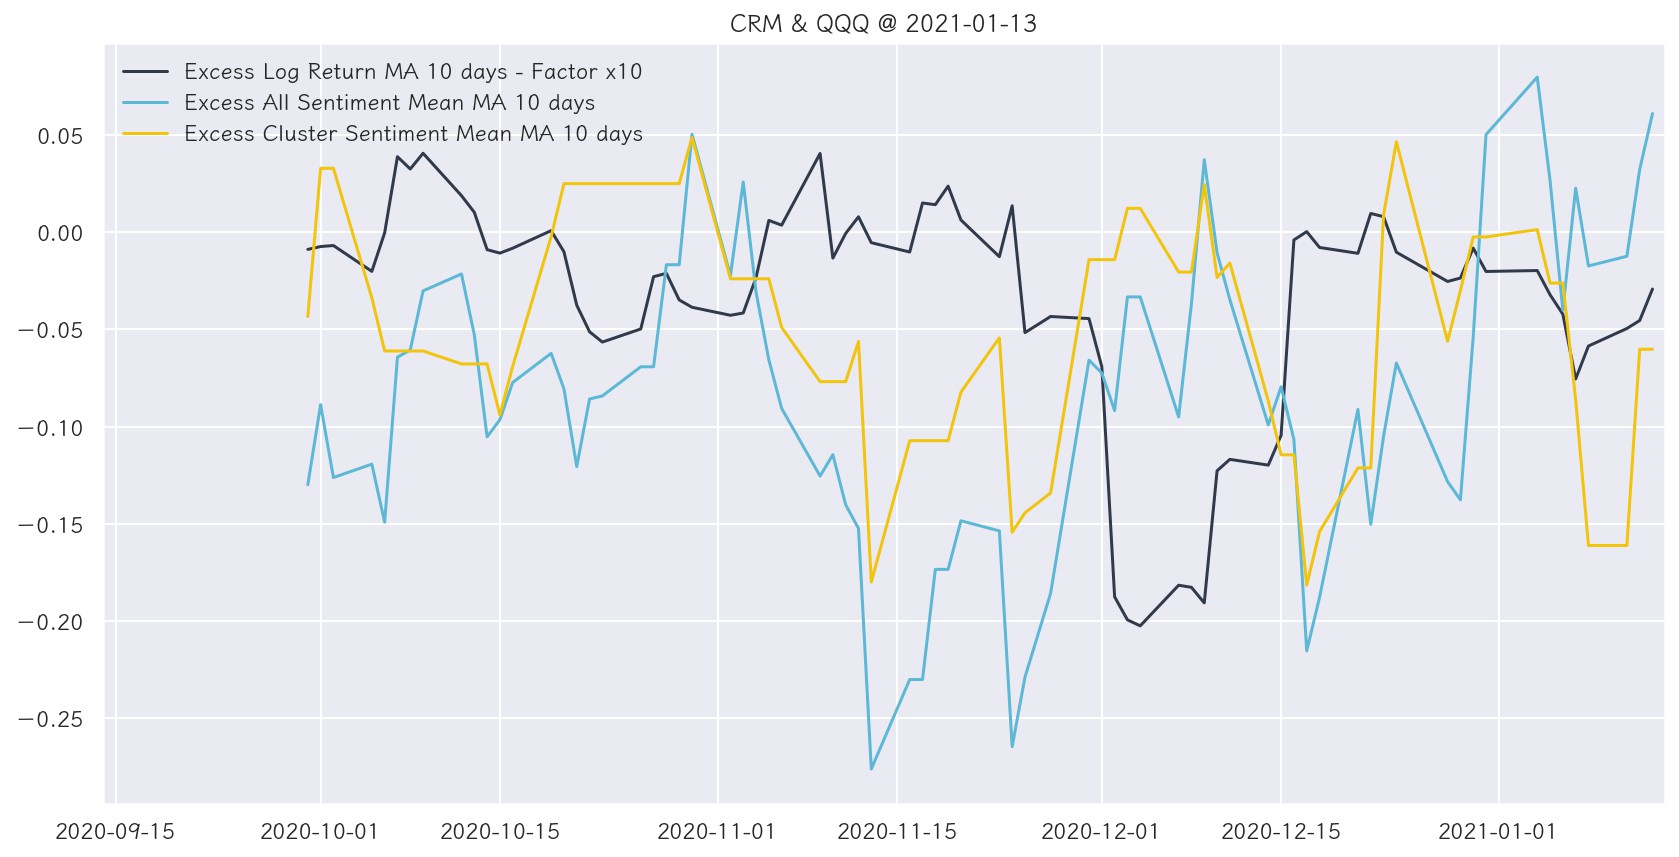 CRM & QQQ @ 2021-01-13
Excess Log Return MA 10 days - Factor x10
Excess All Sentiment Mean MA 10 days
Excess Cluster Sentiment Mean MA 10 days
0.05
0.00
−0.05
−0.10
−0.15
−0.20
−0.25
2020-09-15 2020-10-01 2020-10-15 2020-11-01 2020-11-15 2020-12-01 2020-12-15 2021-01-01